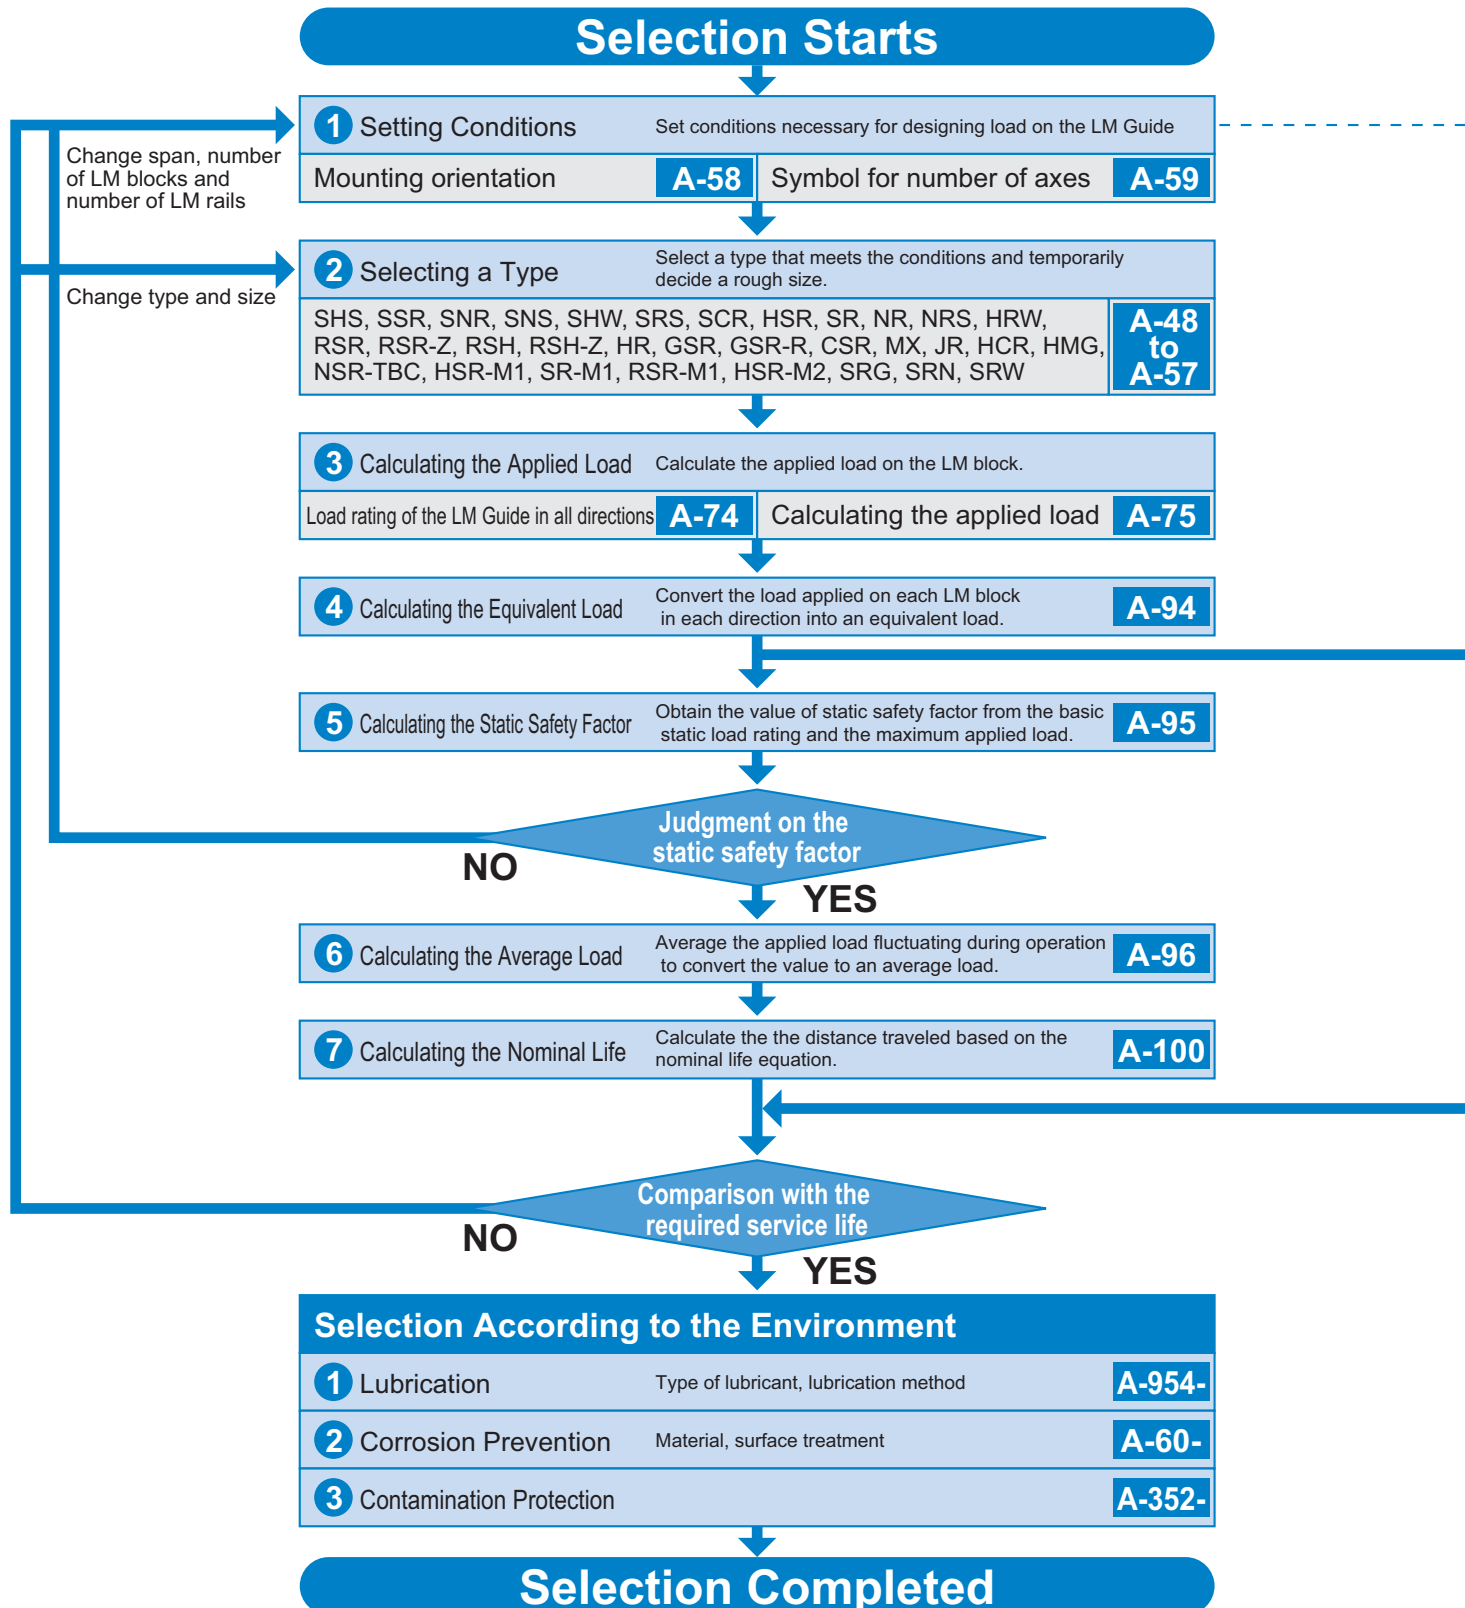 Selection Starts
1 Setting Conditions
Set conditions necessary for designing load on the LM Guide
Mounting orientation
A-58
Symbol for number of axes
A-59
Change span, number
of LM blocks and
number of LM rails
2 Selecting a Type
Select a type that meets the conditions and temporarily
decide a rough size.
Change type and size
SHS, SSR, SNR, SNS, SHW, SRS, SCR, HSR, SR, NR, NRS, HRW,
RSR, RSR-Z, RSH, RSH-Z, HR, GSR, GSR-R, CSR, MX, JR, HCR, HMG,
NSR-TBC, HSR-M1, SR-M1, RSR-M1, HSR-M2, SRG, SRN, SRW
A-48
to
A-57
3 Calculating the Applied Load
Calculate the applied load on the LM block.
Load rating of the LM Guide in all directions
A-74
Calculating the applied load
A-75
4 Calculating the Equivalent Load
Convert the load applied on each LM block
in each direction into an equivalent load.
A-94
5 Calculating the Static Safety Factor
Obtain the value of static safety factor from the basic
static load rating and the maximum applied load.
A-95
Judgment on the
static safety factor
NO
YES
6 Calculating the Average Load
Average the applied load fluctuating during operation
to convert the value to an average load.
A-96
7 Calculating the Nominal Life
Calculate the the distance traveled based on the
nominal life equation.
A-100
Comparison with the
required service life
NO
YES
Selection According to the Environment
1 Lubrication
Type of lubricant, lubrication method
A-954-
2 Corrosion Prevention
Material, surface treatment
A-60-
3 Contamination Protection
A-352-
Selection Completed